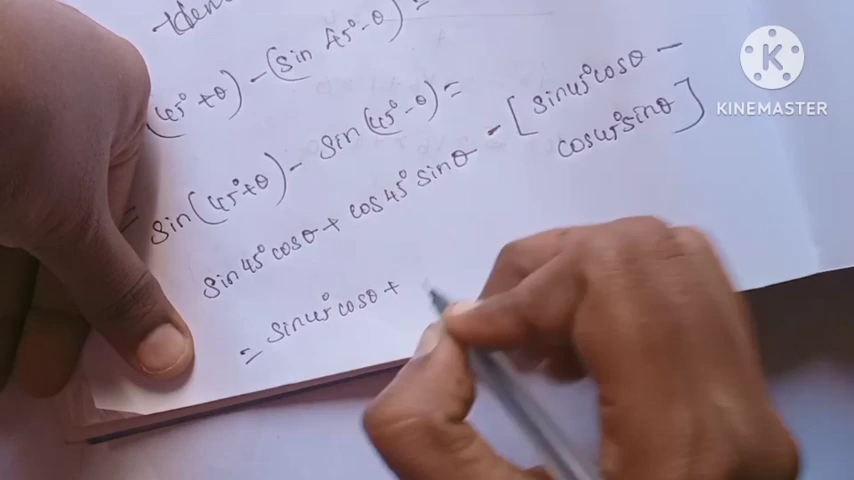 (45° + θ) - (sin 45° - θ) =
= sin(45° + θ) - sin(45° - θ) =
sin 45° cos θ + cos 45° sin θ - [sin 45° cos θ -
cos 45° sin θ]
= sin 45° cos θ +
K
KINEMASTER